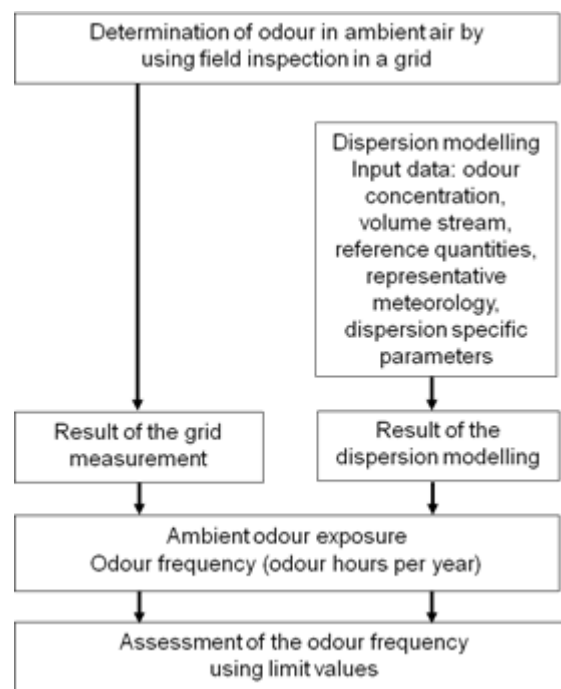 Determination of odour in ambient air by
using field inspection in a grid
Dispersion modelling
Input data: odour
concentration,
volume stream,
reference quantities,
representative
meteorology,
dispersion specific
parameters
Result of the grid
measurement
Result of the
dispersion modelling
Ambient odour exposure
Odour frequency (odour hours per year)
Assessment of the odour frequency
using limit values